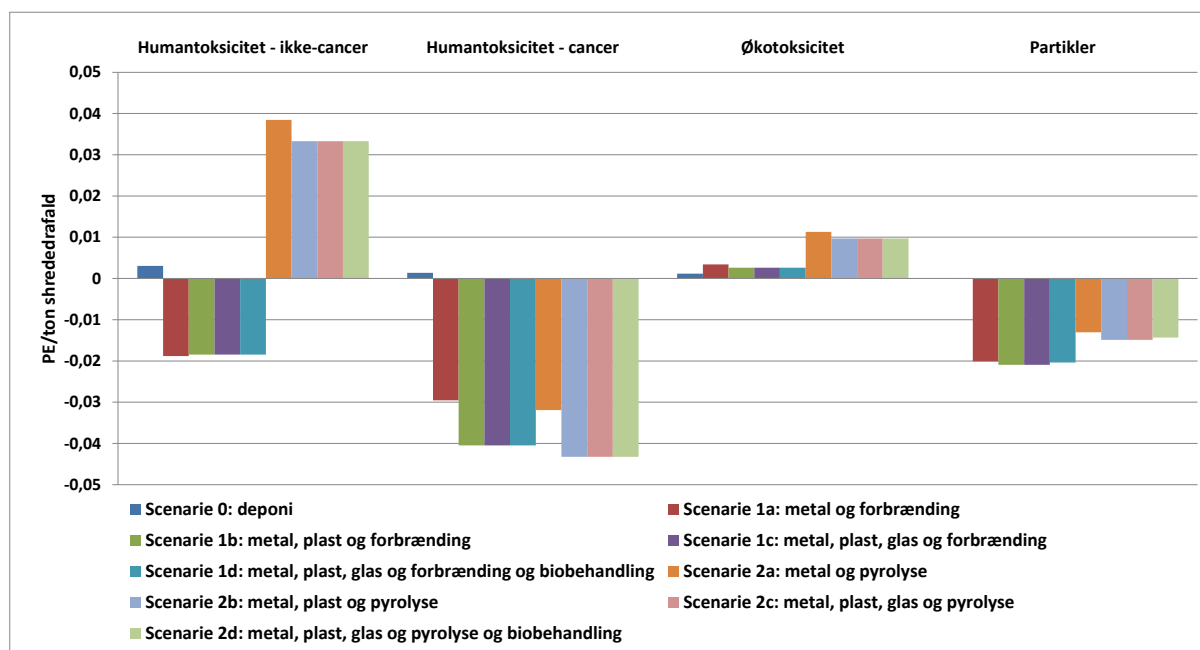 Humantoksicitet - ikke-cancer Humantoksicitet - cancer Økotoksicitet Partikler
0,05
0,04
0,03
0,02
0,01
0
-0,01
-0,02
-0,03
-0,04
-0,05
PE/ton shrededrafald
Scenarie 0: deponi Scenarie 1a: metal og forbrænding
Scenarie 1b: metal, plast og forbrænding Scenarie 1c: metal, plast, glas og forbrænding
Scenarie 1d: metal, plast, glas og forbrænding og biobehandling Scenarie 2a: metal og pyrolyse
Scenarie 2b: metal, plast og pyrolyse Scenarie 2c: metal, plast, glas og pyrolyse
Scenarie 2d: metal, plast, glas og pyrolyse og biobehandling